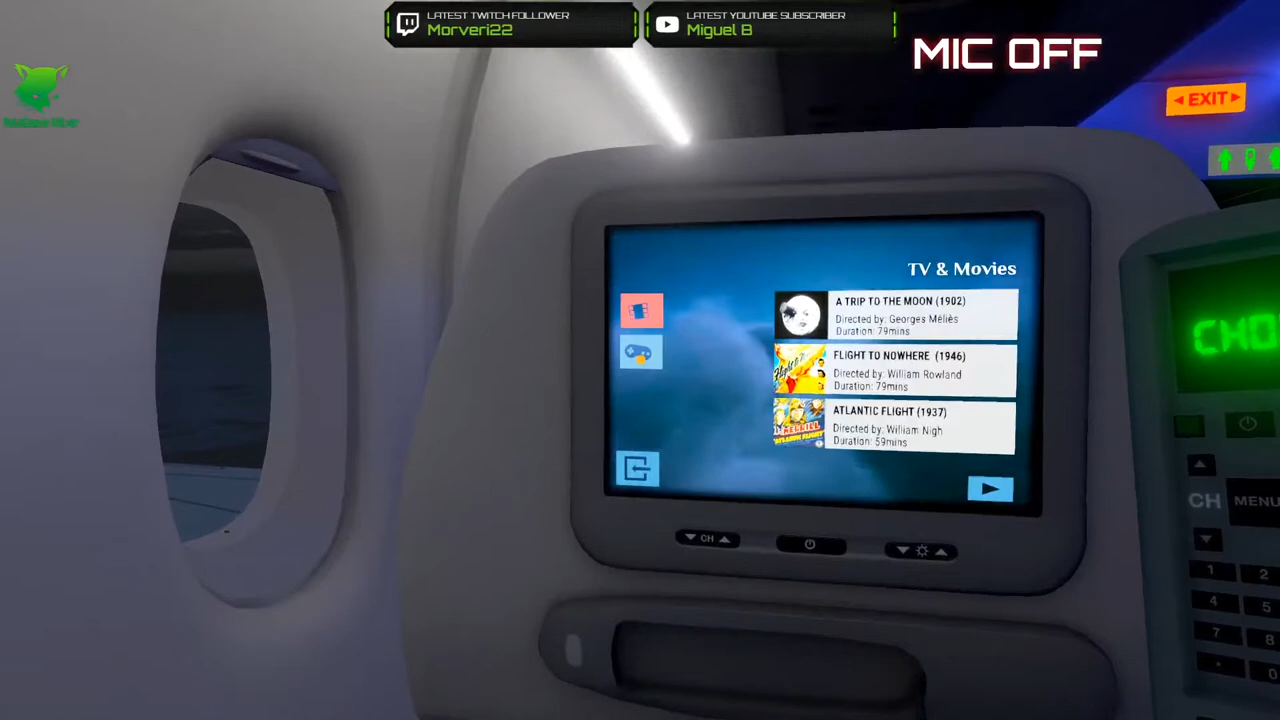 LATEST TWITCH FOLLOWER
Morveri22
LATEST YOUTUBE SUBSCRIBER
Miguel B
MIC OFF
EXIT
TV & Movies
A TRIP TO THE MOON (1902)
Directed by: Georges Méliès
Duration: 79mins
FLIGHT TO NOWHERE (1946)
Directed by: William Rowland
Duration: 79mins
ATLANTIC FLIGHT (1937)
Directed by: William Nigh
Duration: 59mins
CH
CHO
CH
MENU
1 2
4 5
7 8
0